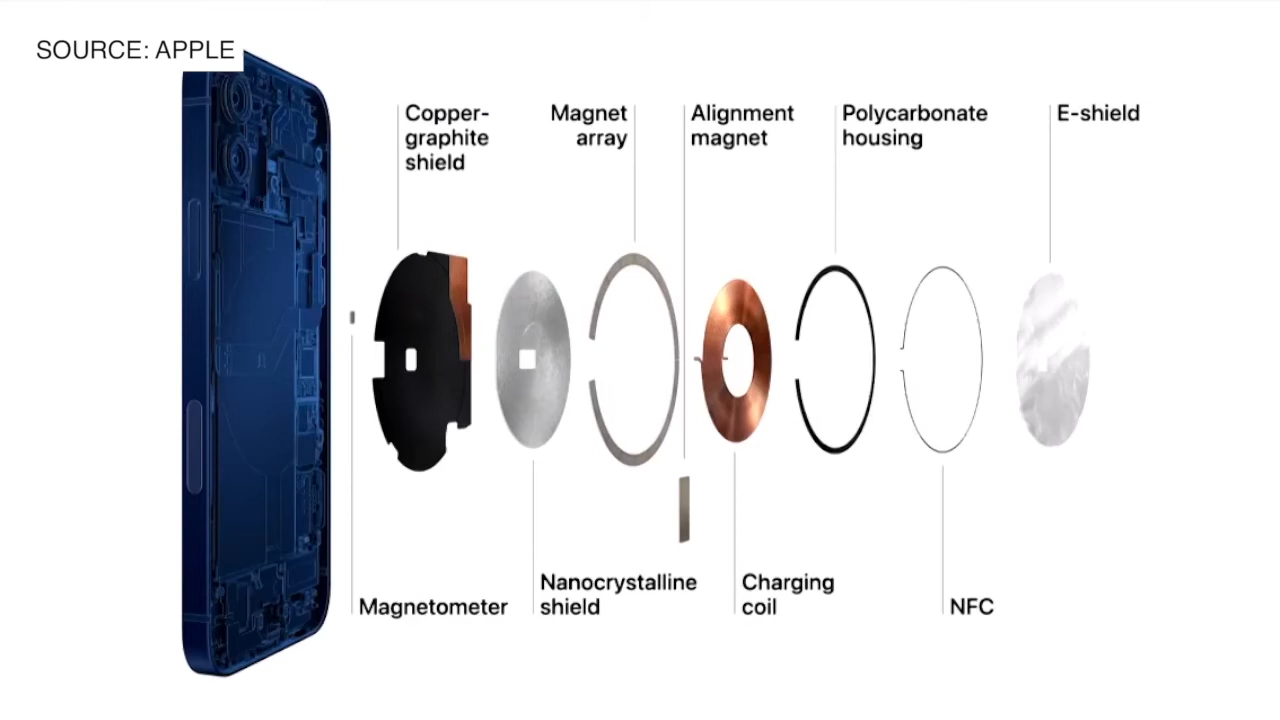 SOURCE: APPLE
Copper-
graphite
shield
Magnet
array
Alignment
magnet
Polycarbonate
housing
E-shield
Magnetometer
Nanocrystalline
shield
Charging
coil
NFC